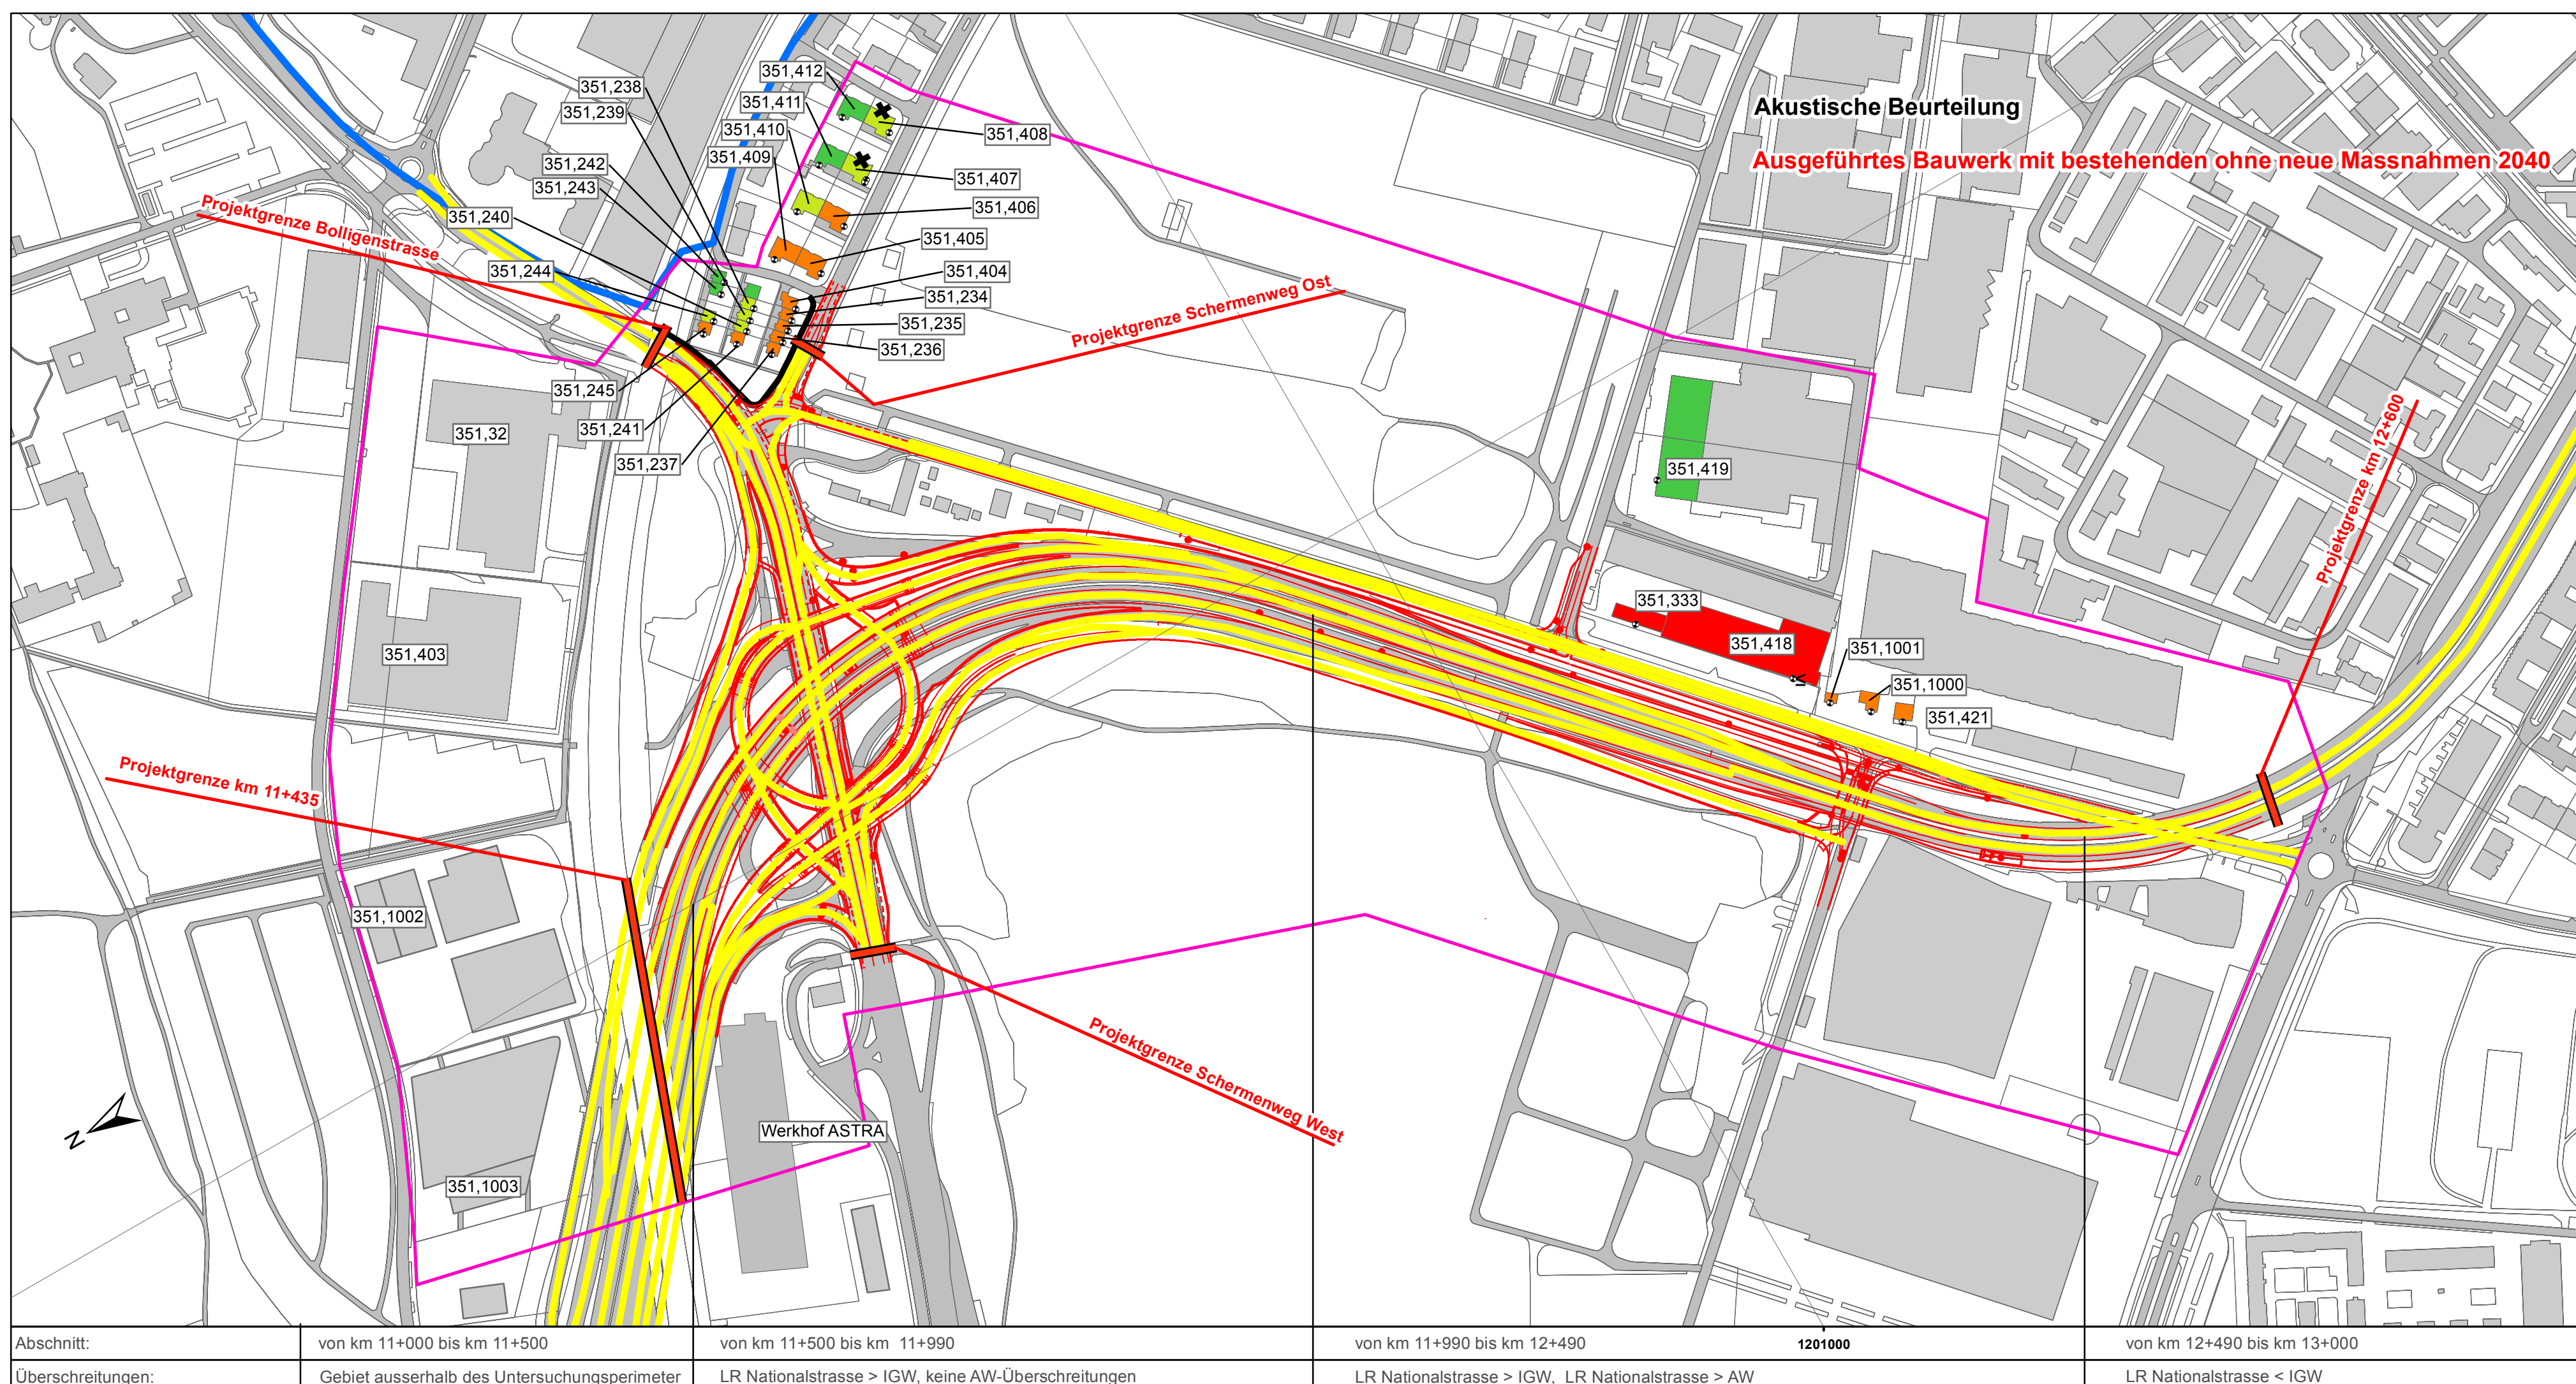 351,412
351,238
351,411
351,239
351,410
351,408
351,409
351,242
351,243
351,407
351,406
351,240
351,405
351,244
351,404
351,234
351,235
351,236
351,245
351,241
351,237
351,32
351,403
351,419
351,333
351,418
351,1001
351,1000
351,421
351,1002
351,1003
Werkhof ASTRA
Akustische Beurteilung
Ausgeführtes Bauwerk mit bestehenden ohne neue Massnahmen 2040
Projektgrenze Bolligenstrasse
Projektgrenze Schermenweg Ost
Projektgrenze km 12+600
Projektgrenze km 11+435
Projektgrenze Schermenweg West
N
Abschnitt: von km 11+000 bis km 11+500 von km 11+500 bis km 11+990 von km 11+990 bis km 12+490 1201000 von km 12+490 bis km 13+000
Überschreitungen: Gebiet ausserhalb des Untersuchungsperimeter LR Nationalstrasse > IGW, keine AW-Überschreitungen LR Nationalstrasse > IGW, LR Nationalstrasse > AW LR Nationalstrasse < IGW